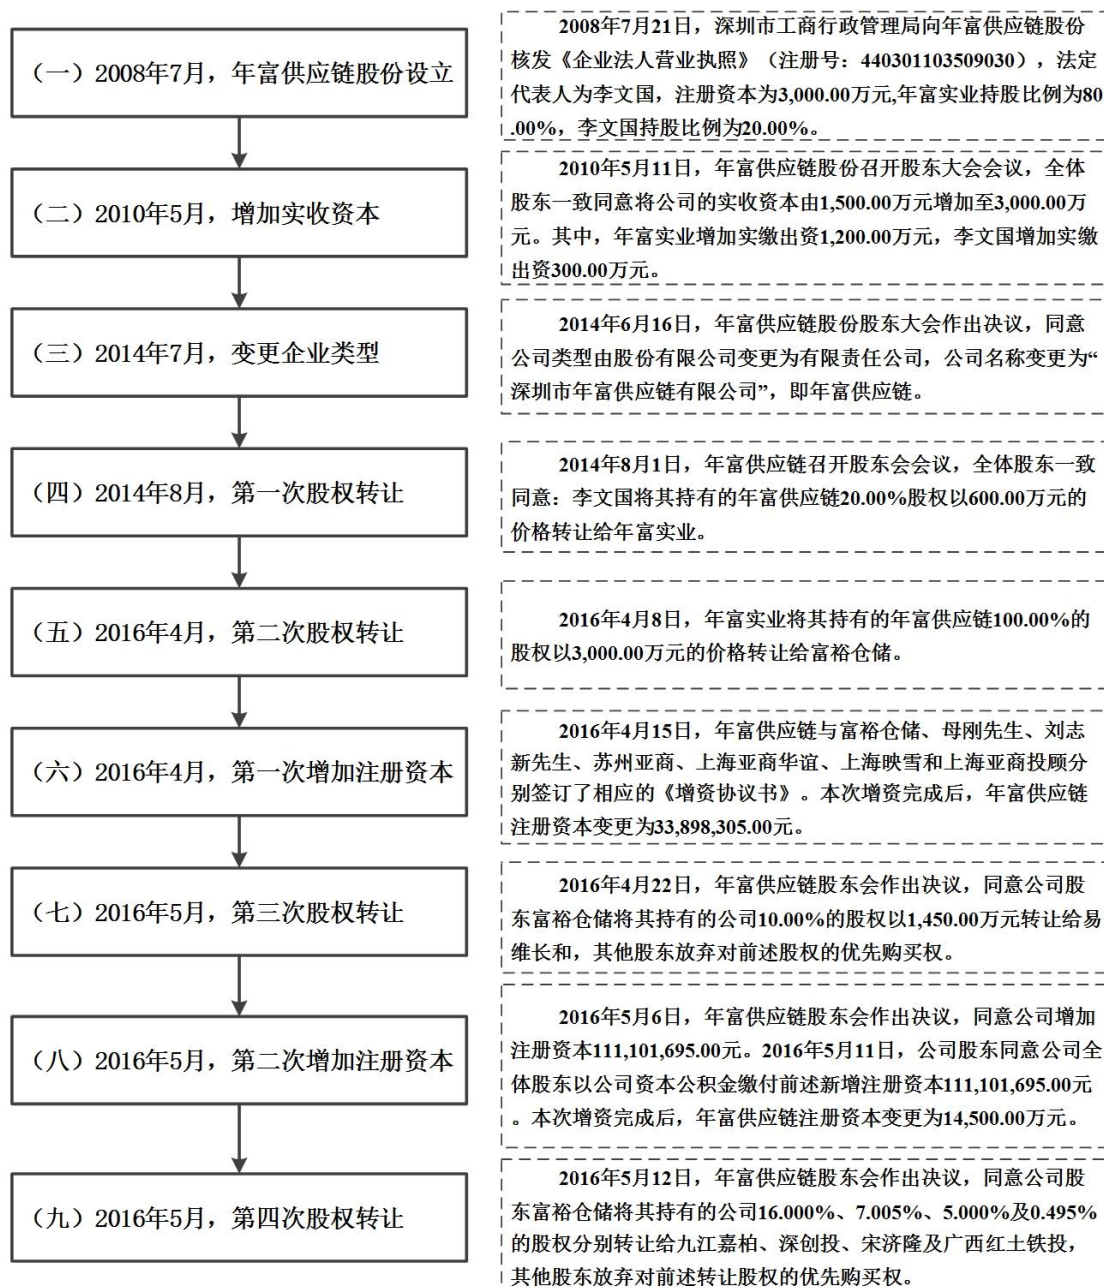 （一）2008年7月，年富供应链股份设立
2008年7月21日，深圳市工商行政管理局向年富供应链股份
核发《企业法人营业执照》（注册号：440301103509030），法定
代表人为李文国，注册资本为3,000.00万元,年富实业持股比例为80
.00%，李文国持股比例为20.00%。
（二）2010年5月，增加实收资本
2010年5月11日，年富供应链股份召开股东大会会议，全体
股东一致同意将公司的实收资本由1,500.00万元增加至3,000.00万
元。其中，年富实业增加实缴出资1,200.00万元，李文国增加实缴
出资300.00万元。
（三）2014年7月，变更企业类型
2014年6月16日，年富供应链股份股东大会作出决议，同意
公司类型由股份有限公司变更为有限责任公司，公司名称变更为“
深圳市年富供应链有限公司”，即年富供应链。
（四）2014年8月，第一次股权转让
2014年8月1日，年富供应链召开股东会会议，全体股东一致
同意：李文国将其持有的年富供应链20.00%股权以600.00万元的
价格转让给年富实业。
（五）2016年4月，第二次股权转让
2016年4月8日，年富实业将其持有的年富供应链100.00%的
股权以3,000.00万元的价格转让给富裕仓储。
（六）2016年4月，第一次增加注册资本
2016年4月15日，年富供应链与富裕仓储、母刚先生、刘志
新先生、苏州亚商、上海亚商华谊、上海映雪和上海亚商投顾分
别签订了相应的《增资协议书》。本次增资完成后，年富供应链
注册资本变更为33,898,305.00元。
（七）2016年5月，第三次股权转让
2016年4月22日，年富供应链股东会作出决议，同意公司股
东富裕仓储将其持有的公司10.00%的股权以1,450.00万元转让给易
维长和，其他股东放弃对前述股权的优先购买权。
（八）2016年5月，第二次增加注册资本
2016年5月6日，年富供应链股东会作出决议，同意公司增加
注册资本111,101,695.00元。2016年5月11日，公司股东同意公司全
体股东以公司资本公积金缴付前述新增注册资本111,101,695.00元
。本次增资完成后，年富供应链注册资本变更为14,500.00万元。
（九）2016年5月，第四次股权转让
2016年5月12日，年富供应链股东会作出决议，同意公司股
东富裕仓储将其持有的公司16.000%、7.005%、5.000%及0.495%
的股权分别转让给九江嘉柏、深创投、宋济隆及广西红土铁投，
其他股东放弃对前述转让股权的优先购买权。